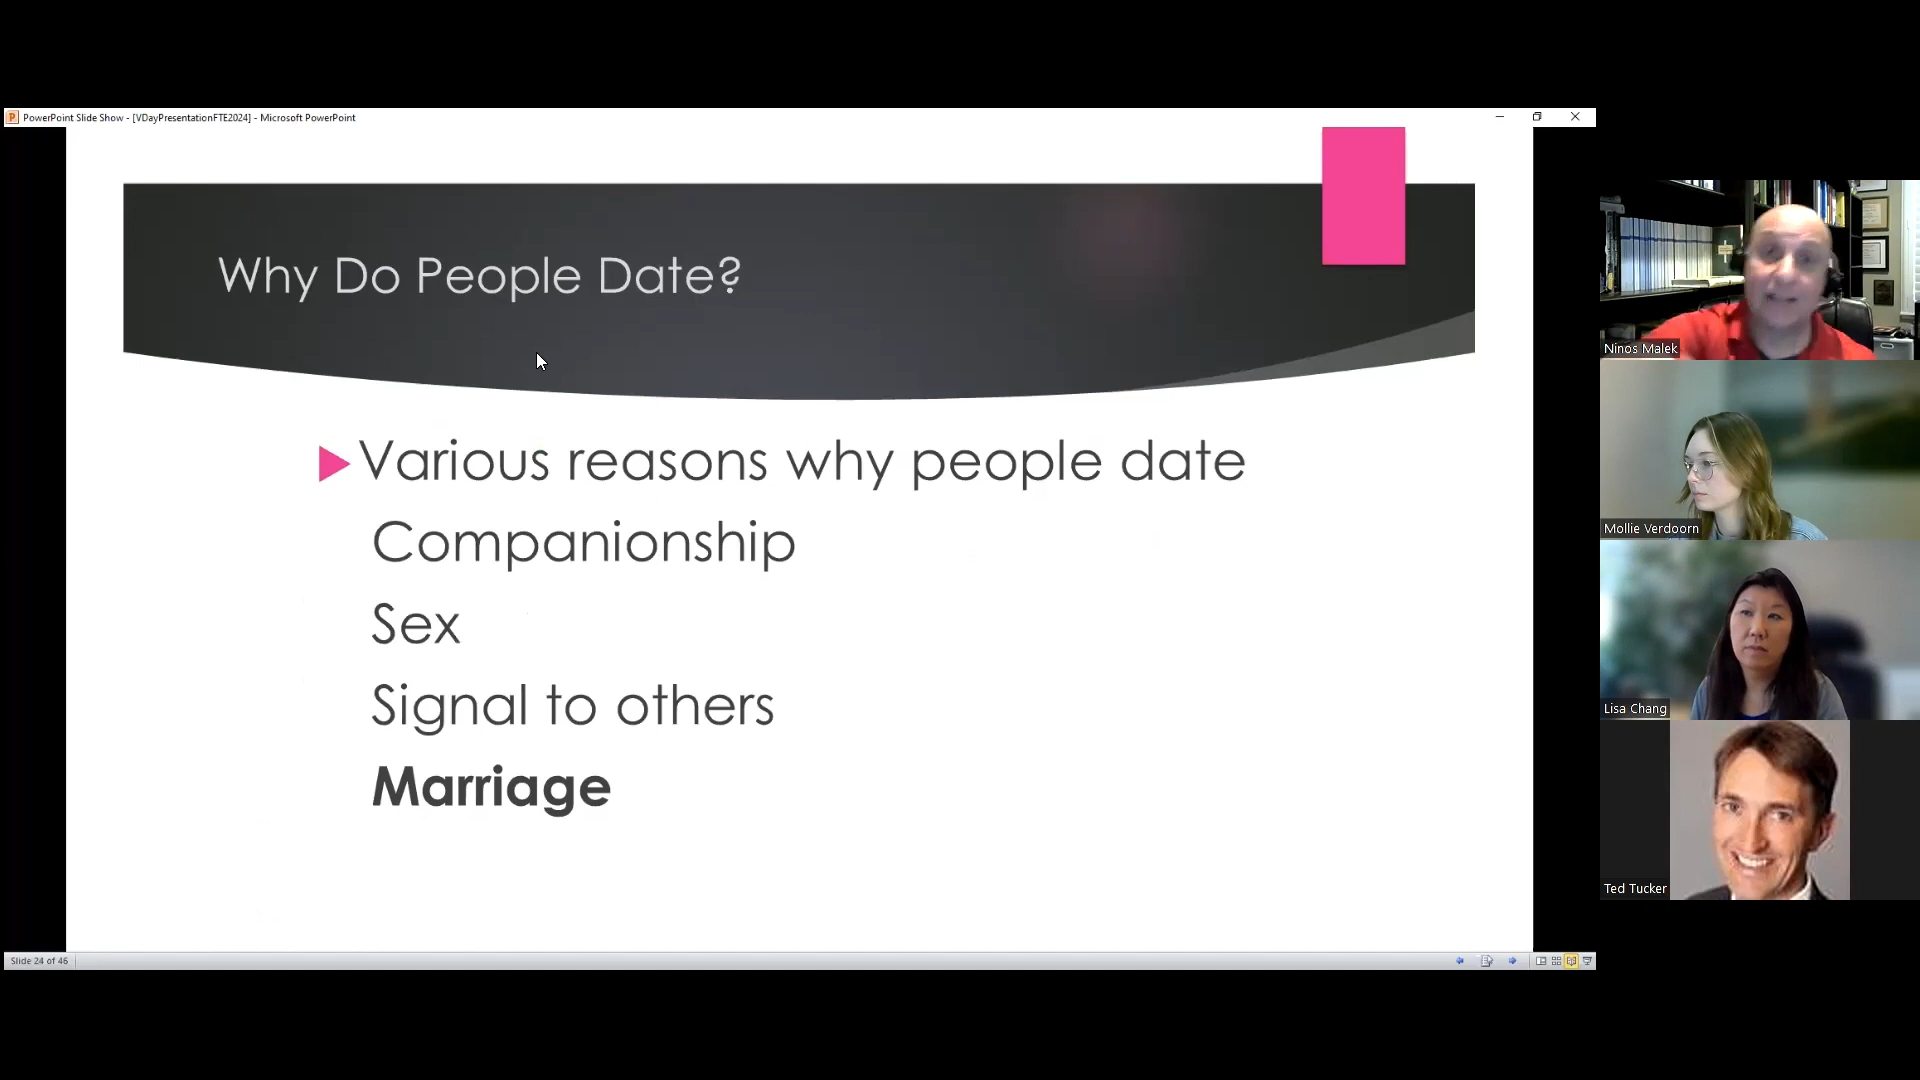 PowerPoint Slide Show - [VDayPresentationFTE2024] - Microsoft PowerPoint
Why Do People Date?
Various reasons why people date
Companionship
Sex
Signal to others
Marriage
Slide 24 of 46
Ninos Malek
Mollie Verdoorn
Lisa Chang
Ted Tucker